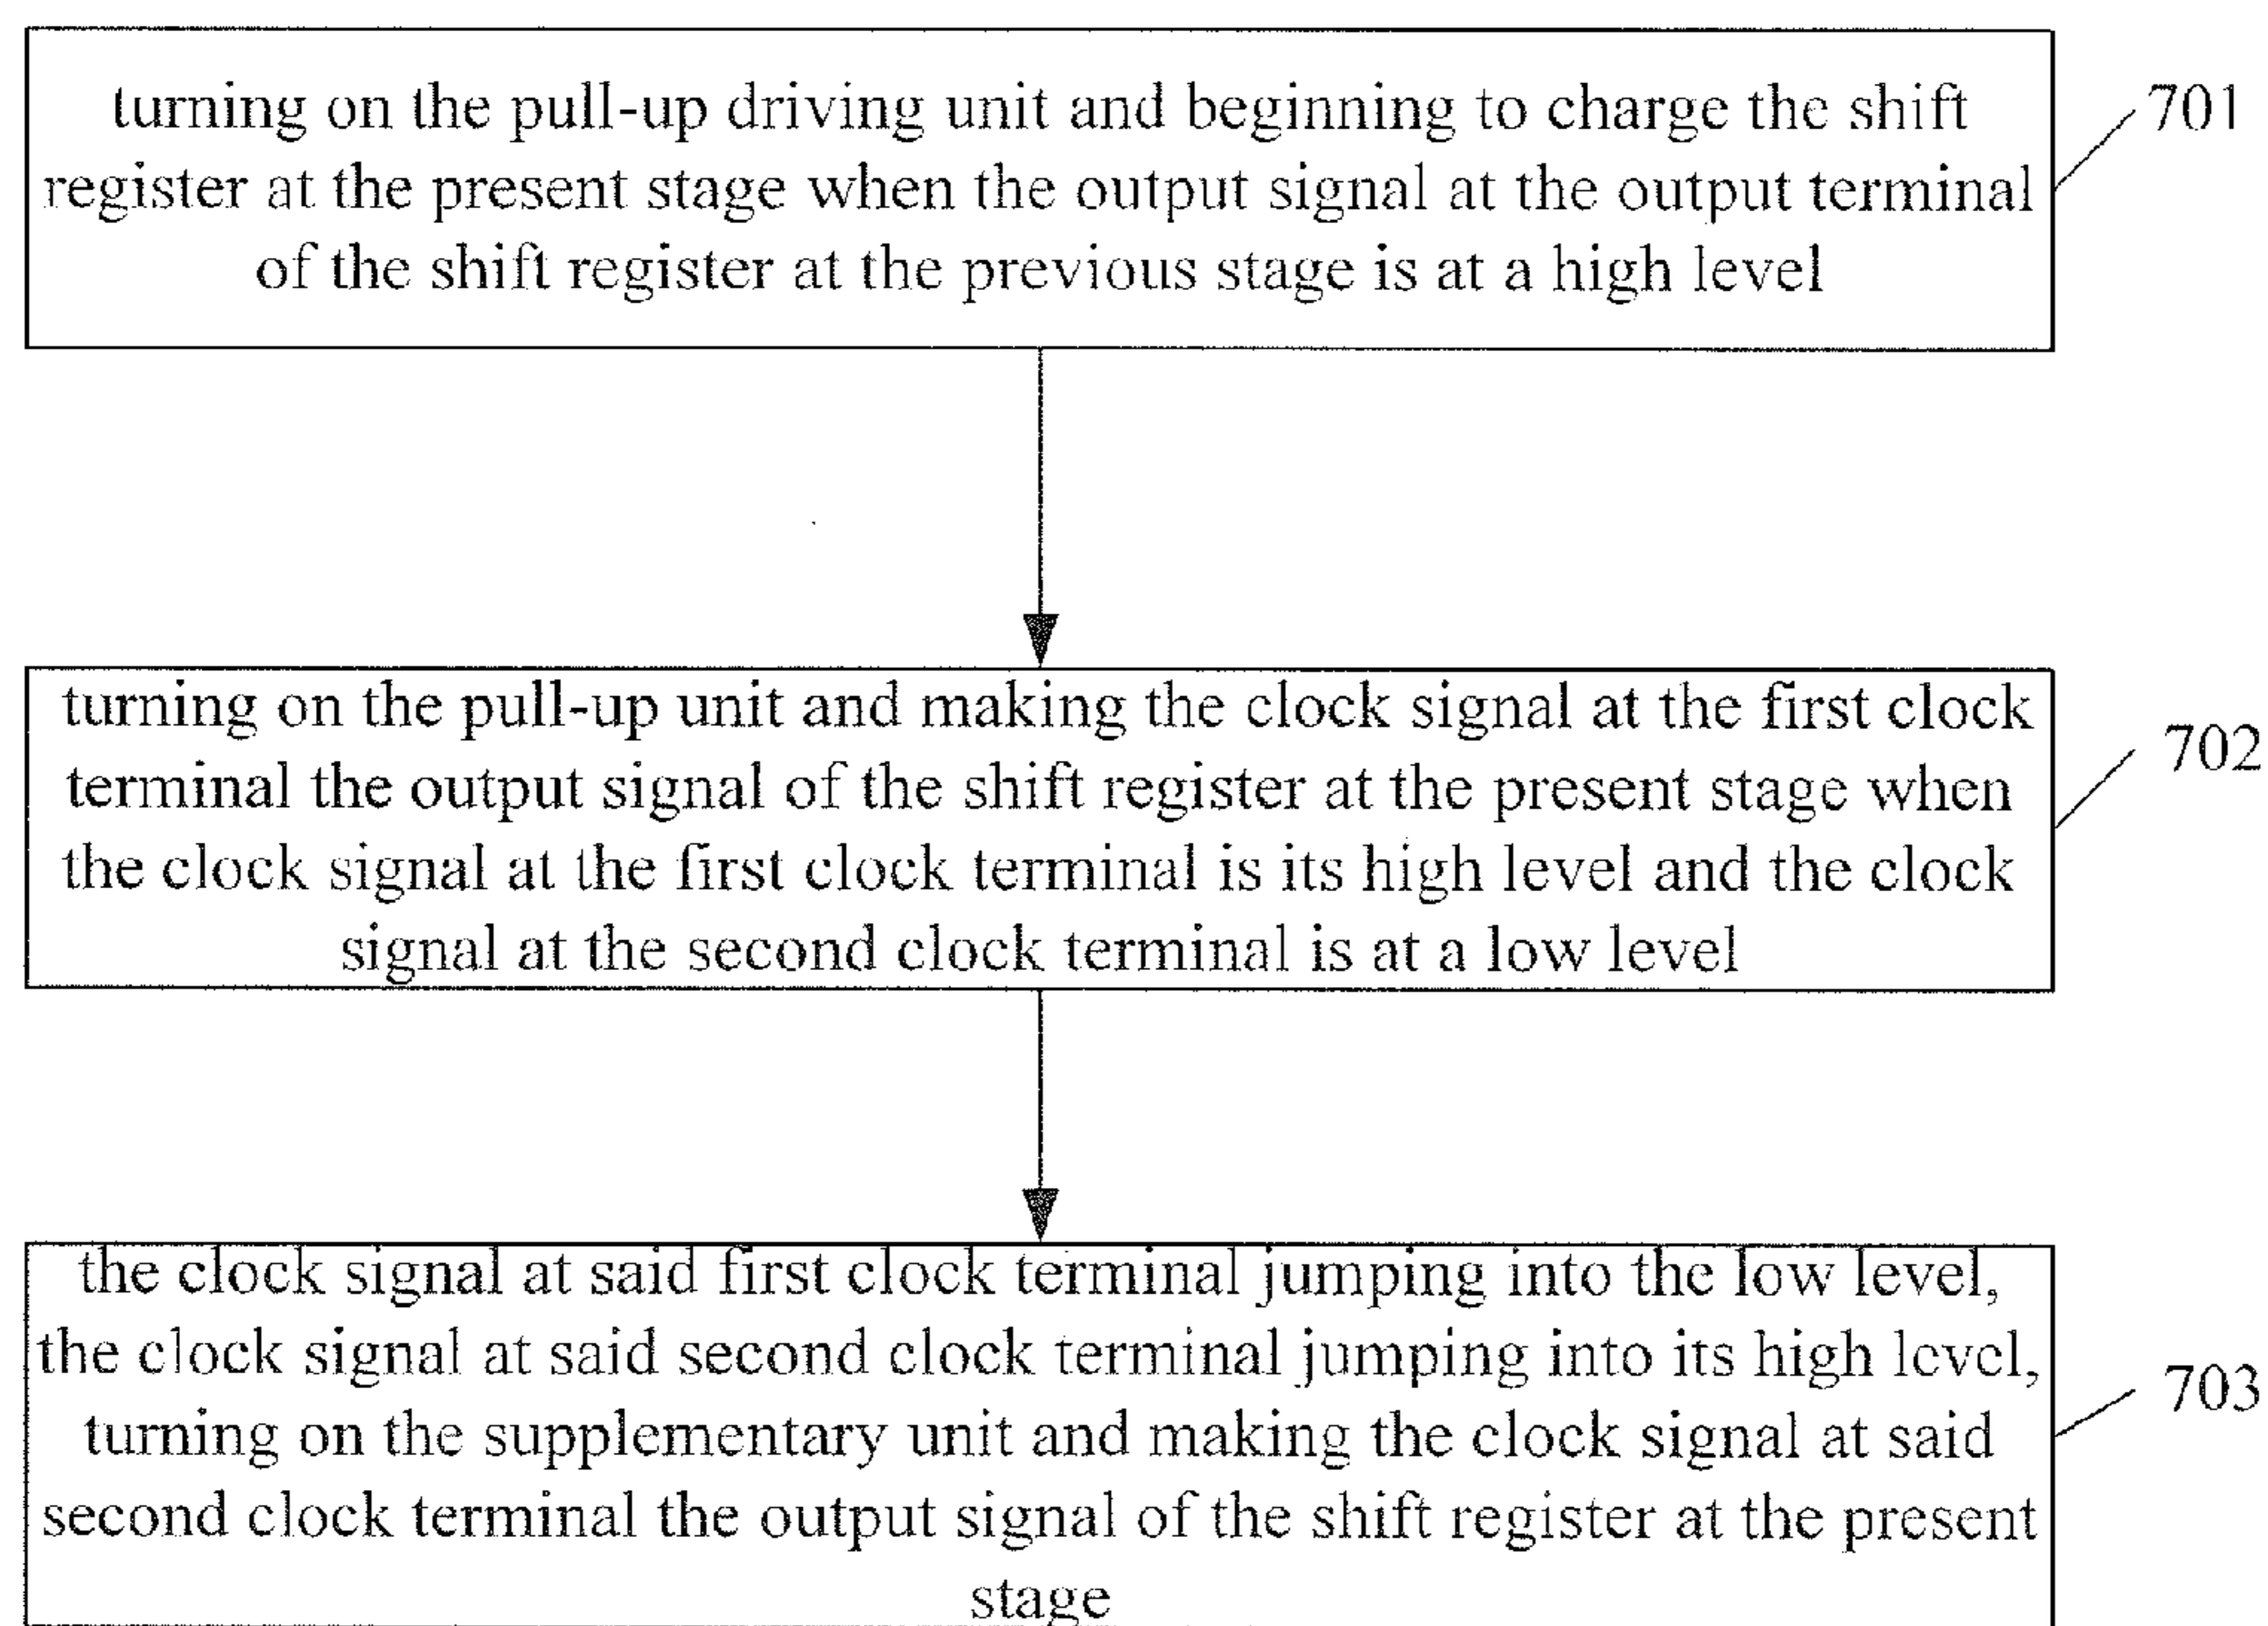 turning on the pull-up driving unit and beginning to charge the shift
register at the present stage when the output signal at the output terminal
of the shift register at the previous stage is at a high level
701
turning on the pull-up unit and making the clock signal at the first clock
terminal the output signal of the shift register at the present stage when
the clock signal at the first clock terminal is its high level and the clock
signal at the second clock terminal is at a low level
702
the clock signal at said first clock terminal jumping into the low level,
the clock signal at said second clock terminal jumping into its high level,
turning on the supplementary unit and making the clock signal at said
second clock terminal the output signal of the shift register at the present
stage
703